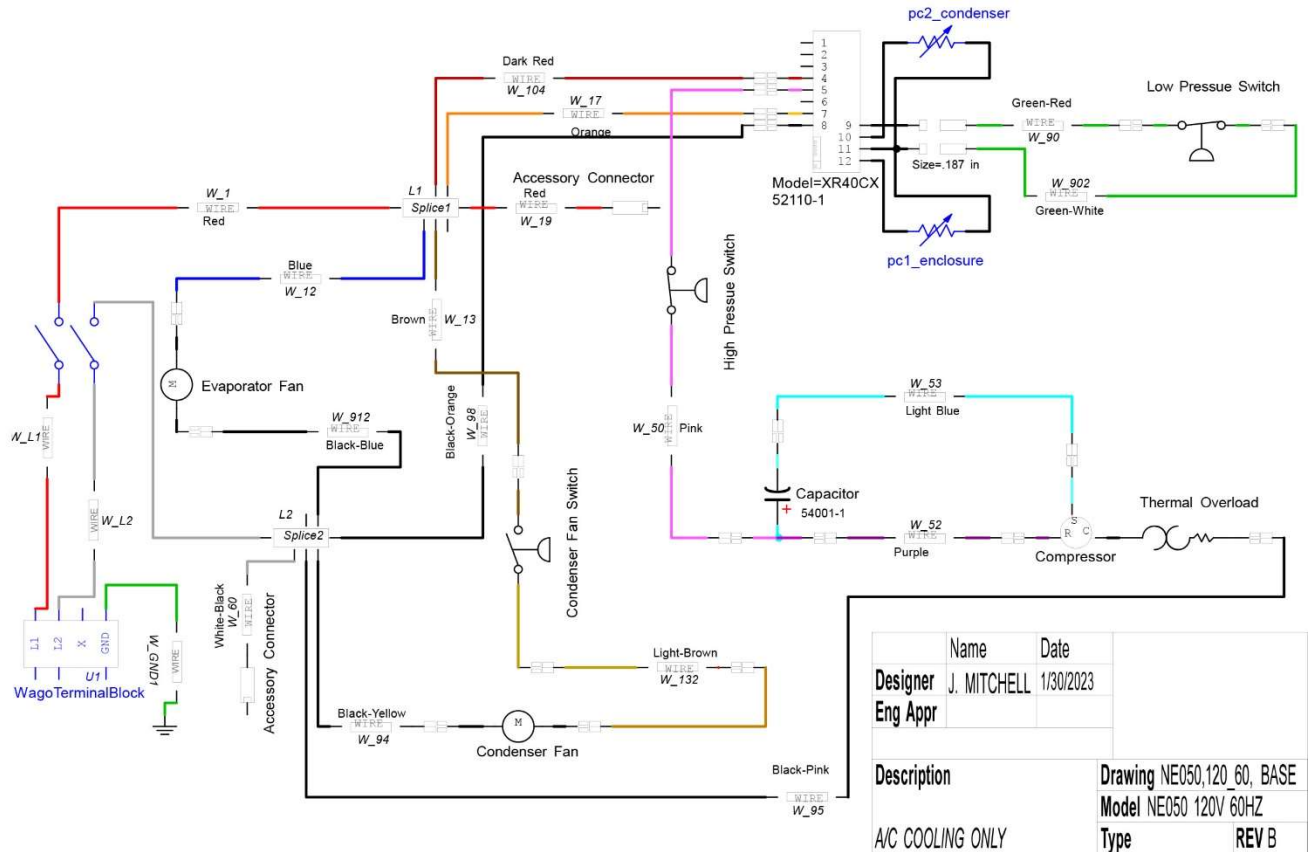 pc2_condenser
1
2
3
4
5
6
7
8
9
10
11
12
Dark Red
WIRE
W_104
W_17
WIRE
Orange
Green-Red
WIRE
W_90
Low Pressue Switch
Size=.187 in
WIRE
W_902
Green-White
Model=XR40CX
52110-1
pc1_enclosure
W_1
WIRE
Red
L1
Splice1
Accessory Connector
Red
WIRE
W_19
Blue
WIRE
W_12
Brown
WIRE
W_13
High Pressue Switch
M
Evaporator Fan
W_L1
WIRE
W_912
WIRE
Black-Blue
Black-Orange
W_98
WIRE
W_50
WIRE
Pink
W_53
WIRE
Light Blue
Capacitor
+
54001-1
Thermal Overload
W_L2
WIRE
L2
Splice2
W_52
WIRE
Purple
S
R
C
Compressor
Condenser Fan Switch
White-Black
W_60
WIRE
Accessory Connector
L1
L2
X
GND
U1
WagoTerminalBlock
W_GND1
WIRE
Light-Brown
WIRE
W_132
Black-Yellow
WIRE
W_94
M
Condenser Fan
Black-Pink
WIRE
W_95
Name Date
Designer J. MITCHELL 1/30/2023
Eng Appr
Description
Drawing NE050,120_60, BASE
Model NE050 120V 60HZ
A/C COOLING ONLY
Type REV B